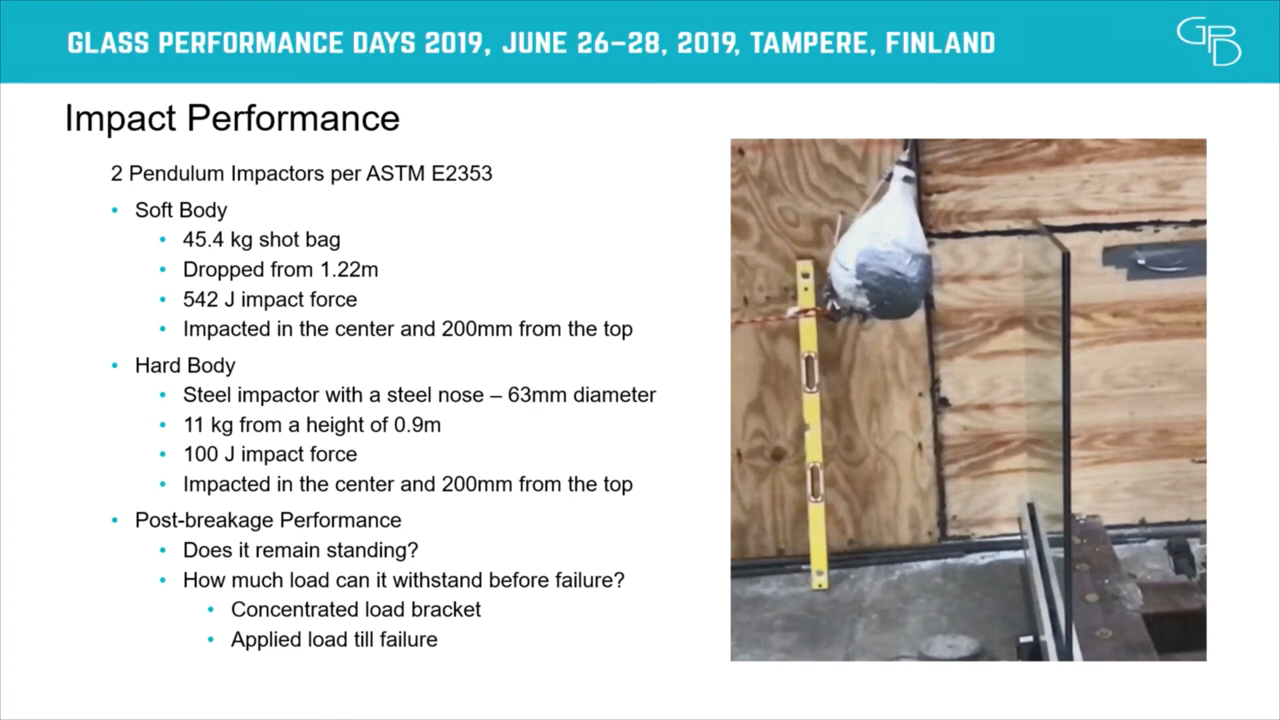 GLASS PERFORMANCE DAYS 2019, JUNE 26–28, 2019, TAMPERE, FINLAND
GPD
Impact Performance
2 Pendulum Impactors per ASTM E2353
• Soft Body
• 45.4 kg shot bag
• Dropped from 1.22m
• 542 J impact force
• Impacted in the center and 200mm from the top
• Hard Body
• Steel impactor with a steel nose – 63mm diameter
• 11 kg from a height of 0.9m
• 100 J impact force
• Impacted in the center and 200mm from the top
• Post-breakage Performance
• Does it remain standing?
• How much load can it withstand before failure?
• Concentrated load bracket
• Applied load till failure